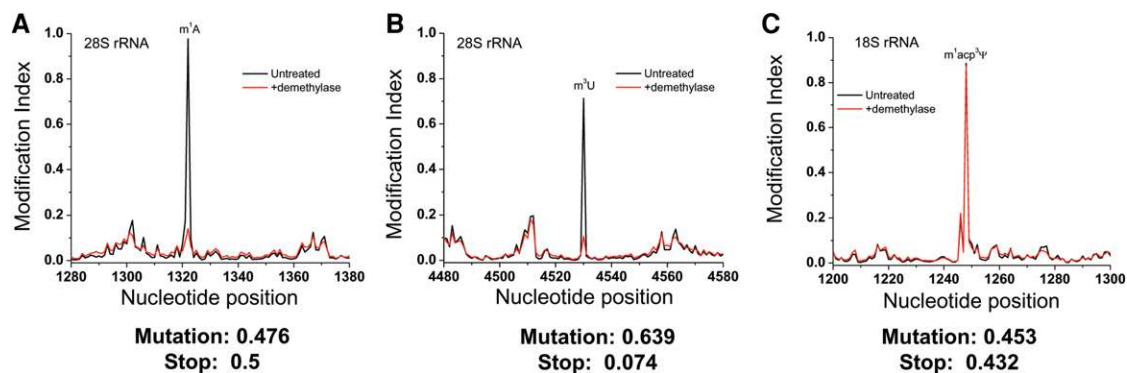 A
28S rRNA
m¹A
Untreated
+demethylase
Modification Index
1.0
0.8
0.6
0.4
0.2
0.0
1280 1300 1320 1340 1360 1380
Nucleotide position
Mutation: 0.476
Stop: 0.5
B
28S rRNA
m³U
Untreated
+demethylase
Modification Index
1.0
0.8
0.6
0.4
0.2
0.0
4480 4500 4520 4540 4560 4580
Nucleotide position
Mutation: 0.639
Stop: 0.074
C
18S rRNA
m¹acp³Ψ
Untreated
+demethylase
Modification Index
1.0
0.8
0.6
0.4
0.2
0.0
1200 1220 1240 1260 1280 1300
Nucleotide position
Mutation: 0.453
Stop: 0.432